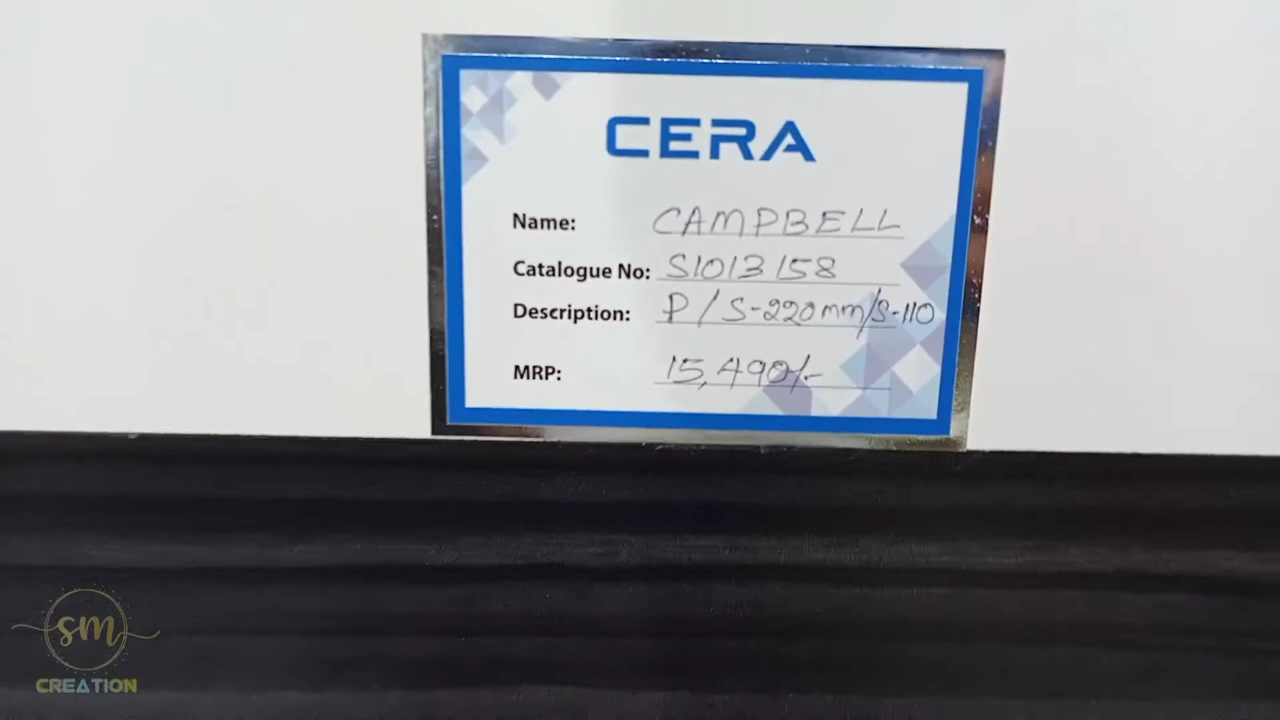 CERA
Name: CAMPBELL
Catalogue No: S1013158
Description: P/S-220mm/S-110
MRP: 15,490/-
sm
CREATION